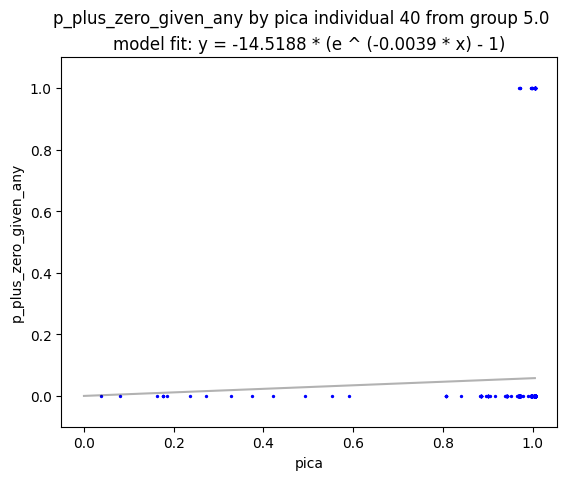 p_plus_zero_given_any by pica individual 40 from group 5.0
model fit: y = -14.5188 * (e ^ (-0.0039 * x) - 1)
1.0
0.8
0.6
0.4
0.2
0.0
p_plus_zero_given_any
0.0 0.2 0.4 0.6 0.8 1.0
pica